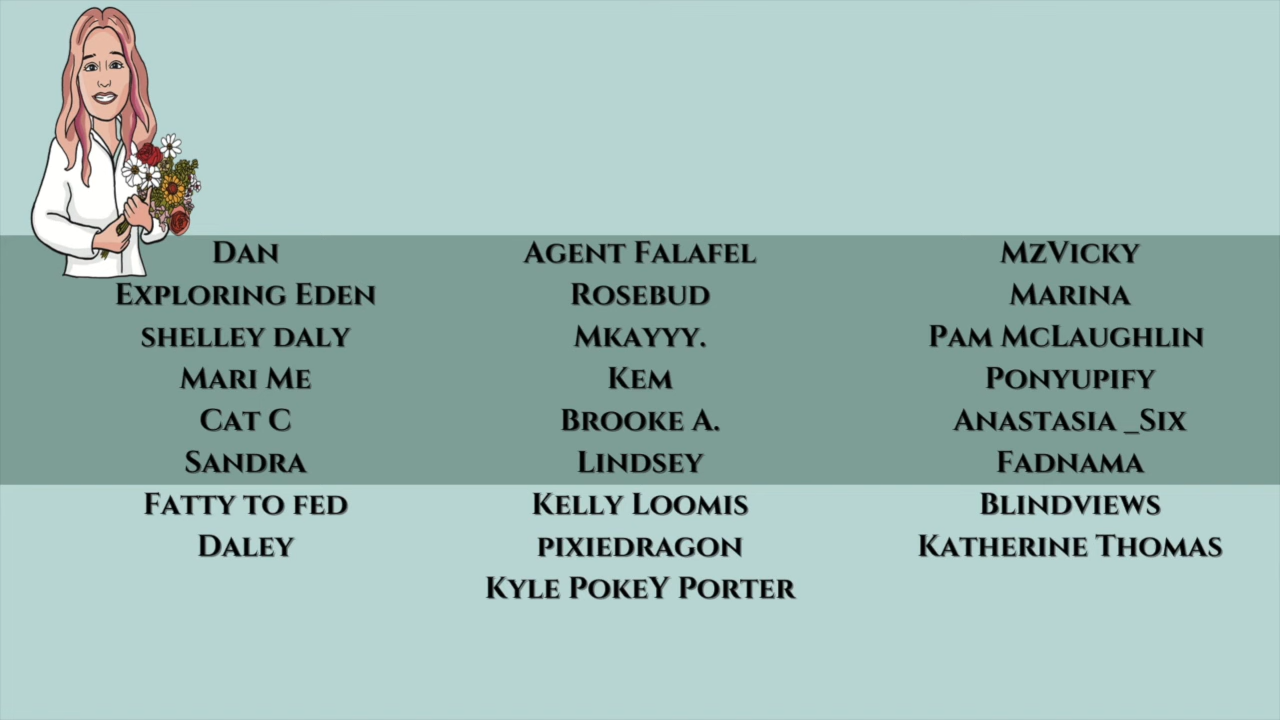 Dan
Exploring Eden
shelley daly
Mari Me
Cat C
Sandra
Fatty to fed
Daley
Agent Falafel
Rosebud
Mkayyy.
Kem
Brooke A.
Lindsey
Kelly Loomis
pixiedragon
Kyle PokeY Porter
MzVicky
Marina
Pam McLaughlin
Ponyupify
Anastasia _Six
Fadnama
Blindviews
Katherine Thomas